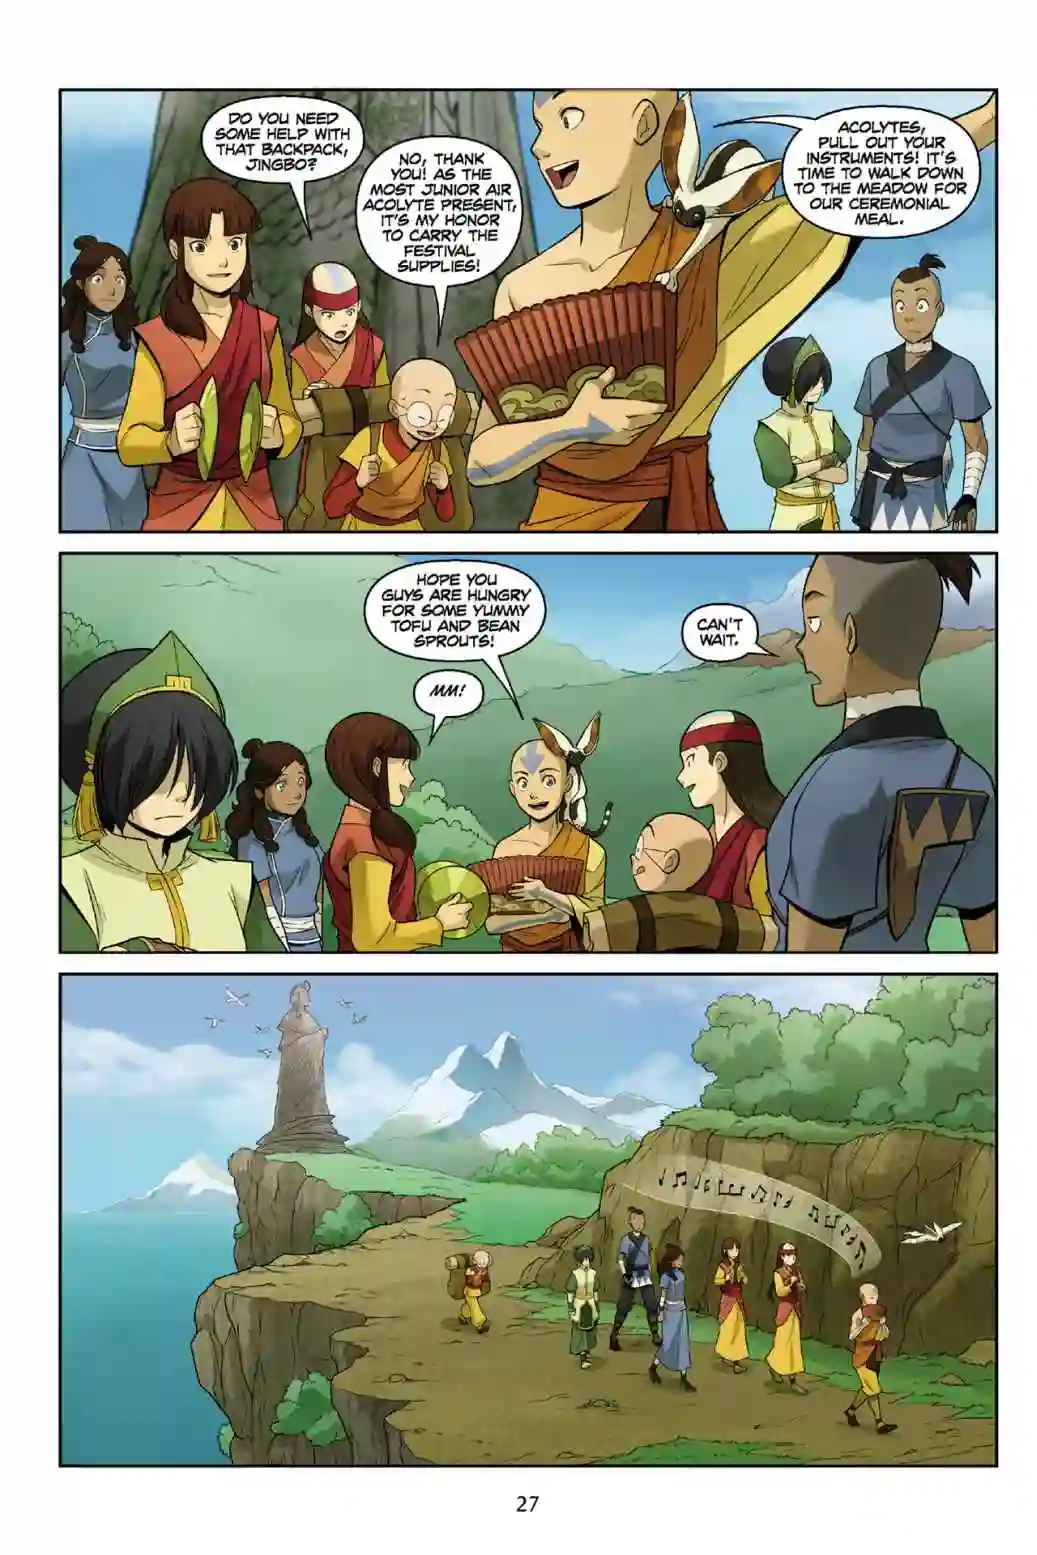 DO YOU NEED
SOME HELP WITH
THAT BACKPACK,
JINGBO?
NO, THANK
YOU! AS THE
MOST JUNIOR AIR
ACOLYTE PRESENT,
IT'S MY HONOR
TO CARRY THE
FESTIVAL
SUPPLIES!
ACOLYTES,
PULL OUT YOUR
INSTRUMENTS! IT'S
TIME TO WALK DOWN
TO THE MEADOW FOR
OUR CEREMONIAL
MEAL.
HOPE YOU
GUYS ARE HUNGRY
FOR SOME YUMMY
TOFU AND BEAN
SPROUTS!
MM!
CAN'T
WAIT.
27